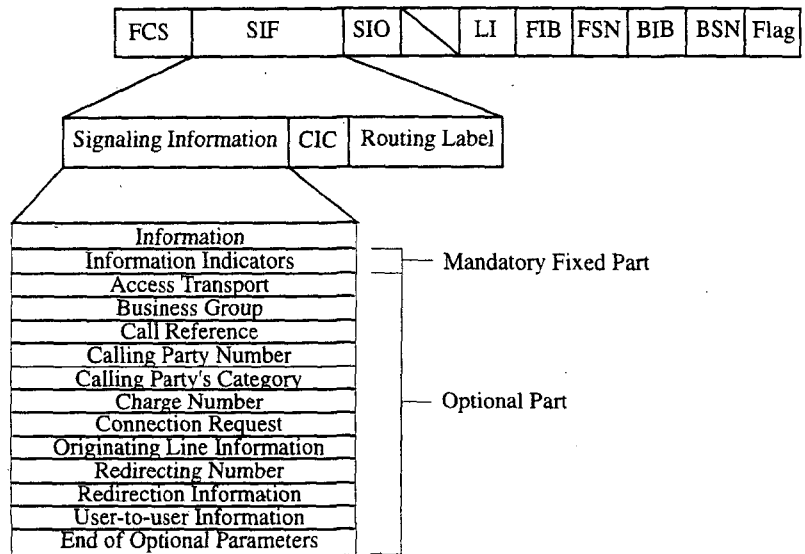 FCS SIF SIO LI FIB FSN BIB BSN Flag
Signaling Information CIC Routing Label
Information
Information Indicators
Mandatory Fixed Part
Access Transport
Business Group
Call Reference
Calling Party Number
Calling Party's Category
Charge Number
Optional Part
Connection Request
Originating Line Information
Redirecting Number
Redirection Information
User-to-user Information
End of Optional Parameters